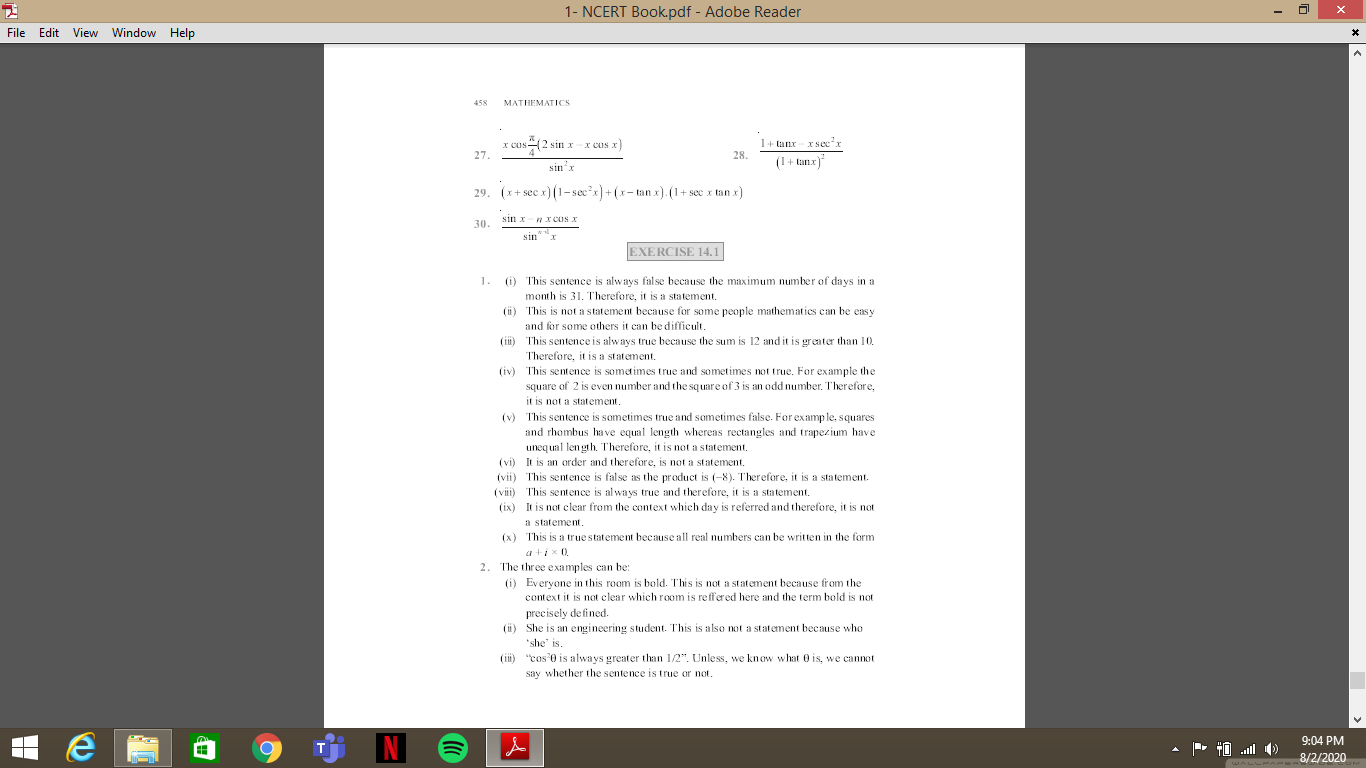 1- NCERT Book.pdf - Adobe Reader
File Edit View Window Help
458 MATHEMATICS
27. x cos π/4 (2 sin x – x cos x) / sin² x 28. 1 + tanx – x sec² x / (1 + tanx)²
29. (x + sec x) (1 – sec² x) + (x – tan x). (1 + sec x tan x)
30. sin x – n x cos x / sinⁿ⁺¹ x
EXERCISE 14.1
1. (i) This sentence is always false because the maximum number of days in a
month is 31. Therefore, it is a statement.
(ii) This is not a statement because for some people mathematics can be easy
and for some others it can be difficult.
(iii) This sentence is always true because the sum is 12 and it is greater than 10.
Therefore, it is a statement.
(iv) This sentence is sometimes true and sometimes not true. For example the
square of 2 is even number and the square of 3 is an odd number. Therefore,
it is not a statement.
(v) This sentence is sometimes true and sometimes false. For example, squares
and rhombus have equal length whereas rectangles and trapezium have
unequal length. Therefore, it is not a statement.
(vi) It is an order and therefore, is not a statement.
(vii) This sentence is false as the product is (–8). Therefore, it is a statement.
(viii) This sentence is always true and therefore, it is a statement.
(ix) It is not clear from the context which day is referred and therefore, it is not
a statement.
(x) This is a true statement because all real numbers can be written in the form
a + i × 0.
2. The three examples can be:
(i) Everyone in this room is bold. This is not a statement because from the
context it is not clear which room is reffered here and the term bold is not
precisely defined.
(ii) She is an engineering student. This is also not a statement because who
‘she’ is.
(iii) “cos²θ is always greater than 1/2”. Unless, we know what θ is, we cannot
say whether the sentence is true or not.
9:04 PM
8/2/2020